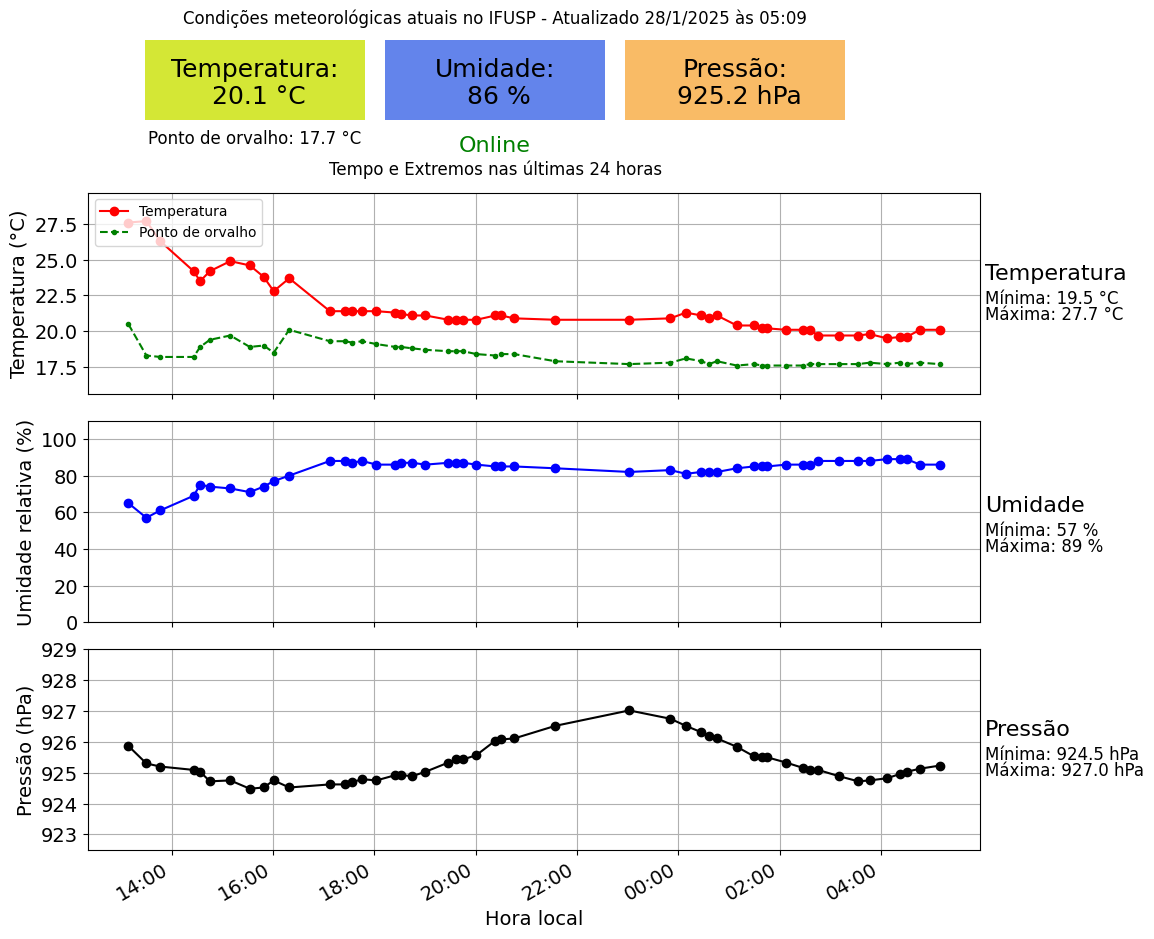 Condições meteorológicas atuais no IFUSP - Atualizado 28/1/2025 às 05:09
Temperatura:
20.1 °C
Umidade:
86 %
Pressão:
925.2 hPa
Ponto de orvalho: 17.7 °C
Online
Tempo e Extremos nas últimas 24 horas
Temperatura (°C)
27.5
25.0
22.5
20.0
17.5
Temperatura
Ponto de orvalho
Temperatura
Mínima: 19.5 °C
Máxima: 27.7 °C
Umidade relativa (%)
100
80
60
40
20
0
Umidade
Mínima: 57 %
Máxima: 89 %
Pressão (hPa)
929
928
927
926
925
924
923
Pressão
Mínima: 924.5 hPa
Máxima: 927.0 hPa
14:00
16:00
18:00
20:00
22:00
00:00
02:00
04:00
Hora local